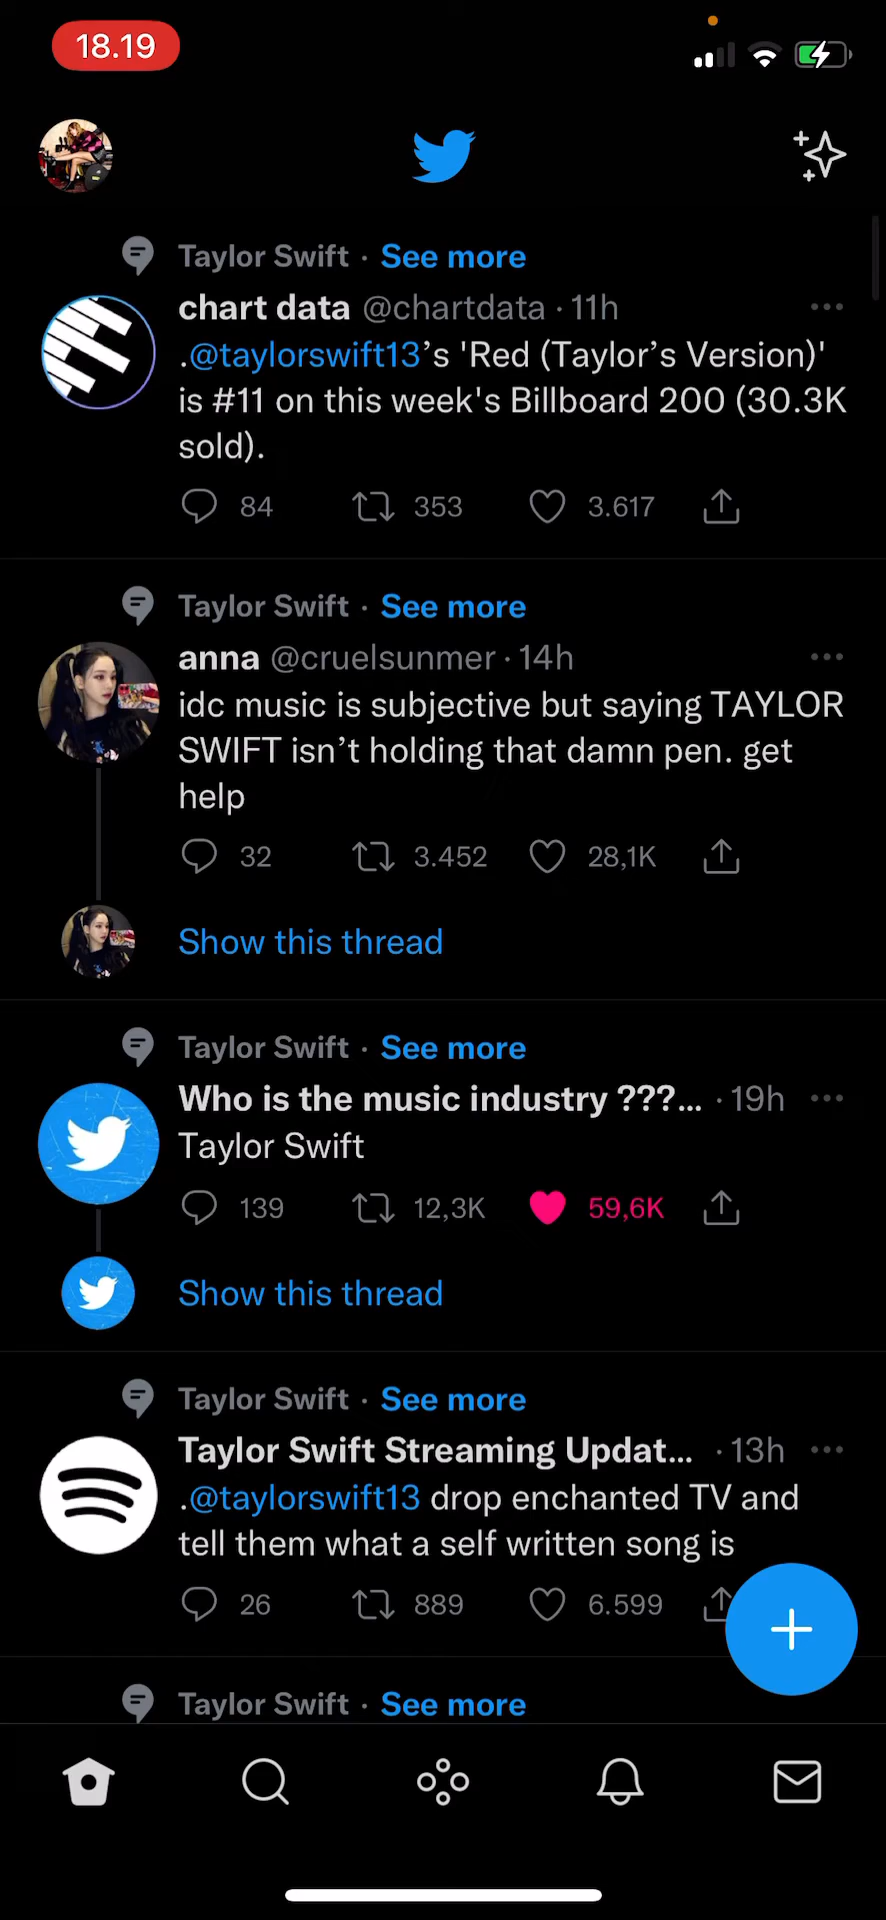 18.19
Taylor Swift · See more
chart data @chartdata · 11h
.@taylorswift13’s 'Red (Taylor’s Version)'
is #11 on this week's Billboard 200 (30.3K
sold).
84 353 3.617
Taylor Swift · See more
anna @cruelsunmer · 14h
idc music is subjective but saying TAYLOR
SWIFT isn’t holding that damn pen. get
help
32 3.452 28,1K
Show this thread
Taylor Swift · See more
Who is the music industry ???... · 19h
Taylor Swift
139 12,3K 59,6K
Show this thread
Taylor Swift · See more
Taylor Swift Streaming Updat... · 13h
.@taylorswift13 drop enchanted TV and
tell them what a self written song is
26 889 6.599
Taylor Swift · See more